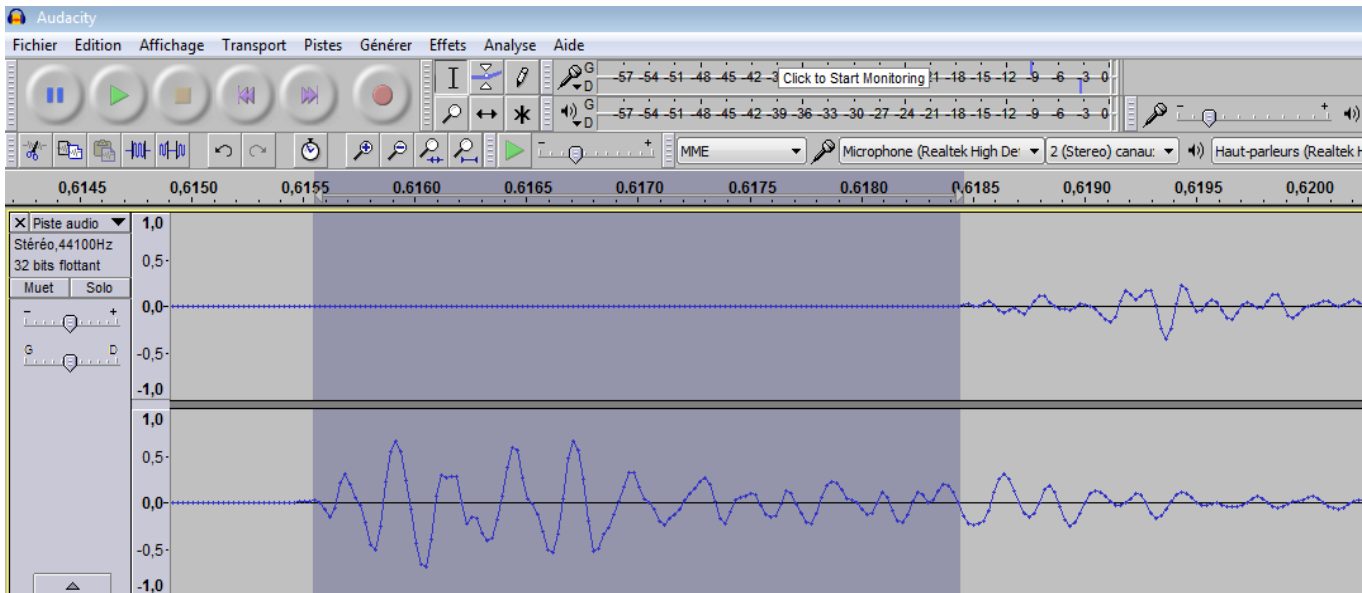 Audacity
Fichier Edition Affichage Transport Pistes Générer Effets Analyse Aide
G D -57 -54 -51 -48 -45 -42 -3 Click to Start Monitoring 21 -18 -15 -12 -9 -6 -3 0
G D -57 -54 -51 -48 -45 -42 -39 -36 -33 -30 -27 -24 -21 -18 -15 -12 -9 -6 -3 0
- +
- + MME Microphone (Realtek High De 2 (Stereo) canau: Haut-parleurs (Realtek H
0,6145 0,6150 0,6155 0,6160 0,6165 0,6170 0,6175 0,6180 0,6185 0,6190 0,6195 0,6200
X Piste audio 1,0
Stéréo,44100Hz
32 bits flottant 0,5-
Muet Solo
- + 0,0-
G D -0,5-
-1,0
1,0
0,5-
0,0-
-0,5-
-1,0